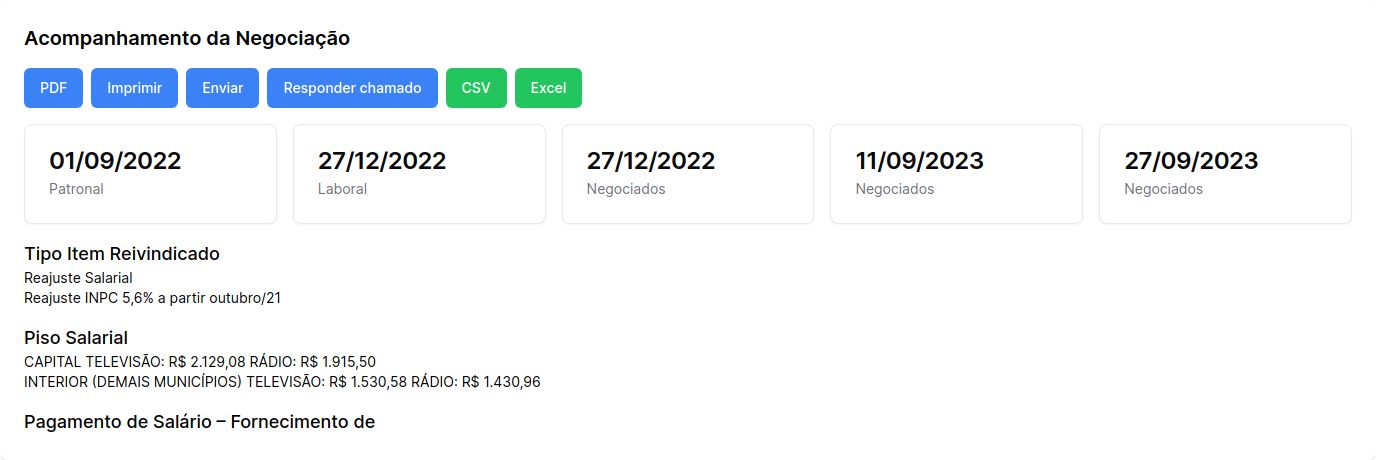 Acompanhamento da Negociação
PDF Imprimir Enviar Responder chamado CSV Excel
01/09/2022 27/12/2022 27/12/2022 11/09/2023 27/09/2023
Patronal Laboral Negociados Negociados Negociados
Tipo Item Reivindicado
Reajuste Salarial
Reajuste INPC 5,6% a partir outubro/21
Piso Salarial
CAPITAL TELEVISÃO: R$ 2.129,08 RÁDIO: R$ 1.915,50
INTERIOR (DEMAIS MUNICÍPIOS) TELEVISÃO: R$ 1.530,58 RÁDIO: R$ 1.430,96
Pagamento de Salário – Fornecimento de